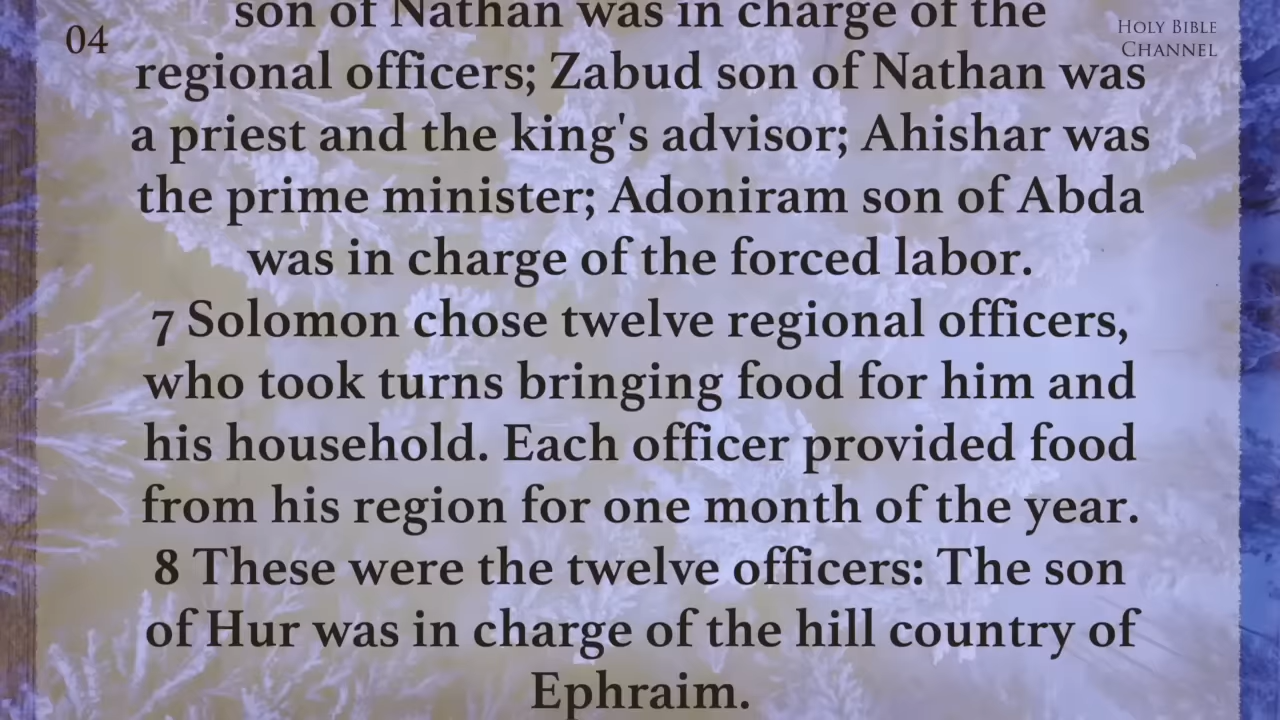 son of Nathan was in charge of the
04
HOLY BIBLE
CHANNEL
regional officers; Zabud son of Nathan was
a priest and the king's advisor; Ahishar was
the prime minister; Adoniram son of Abda
was in charge of the forced labor.
7 Solomon chose twelve regional officers,
who took turns bringing food for him and
his household. Each officer provided food
from his region for one month of the year.
8 These were the twelve officers: The son
of Hur was in charge of the hill country of
Ephraim.